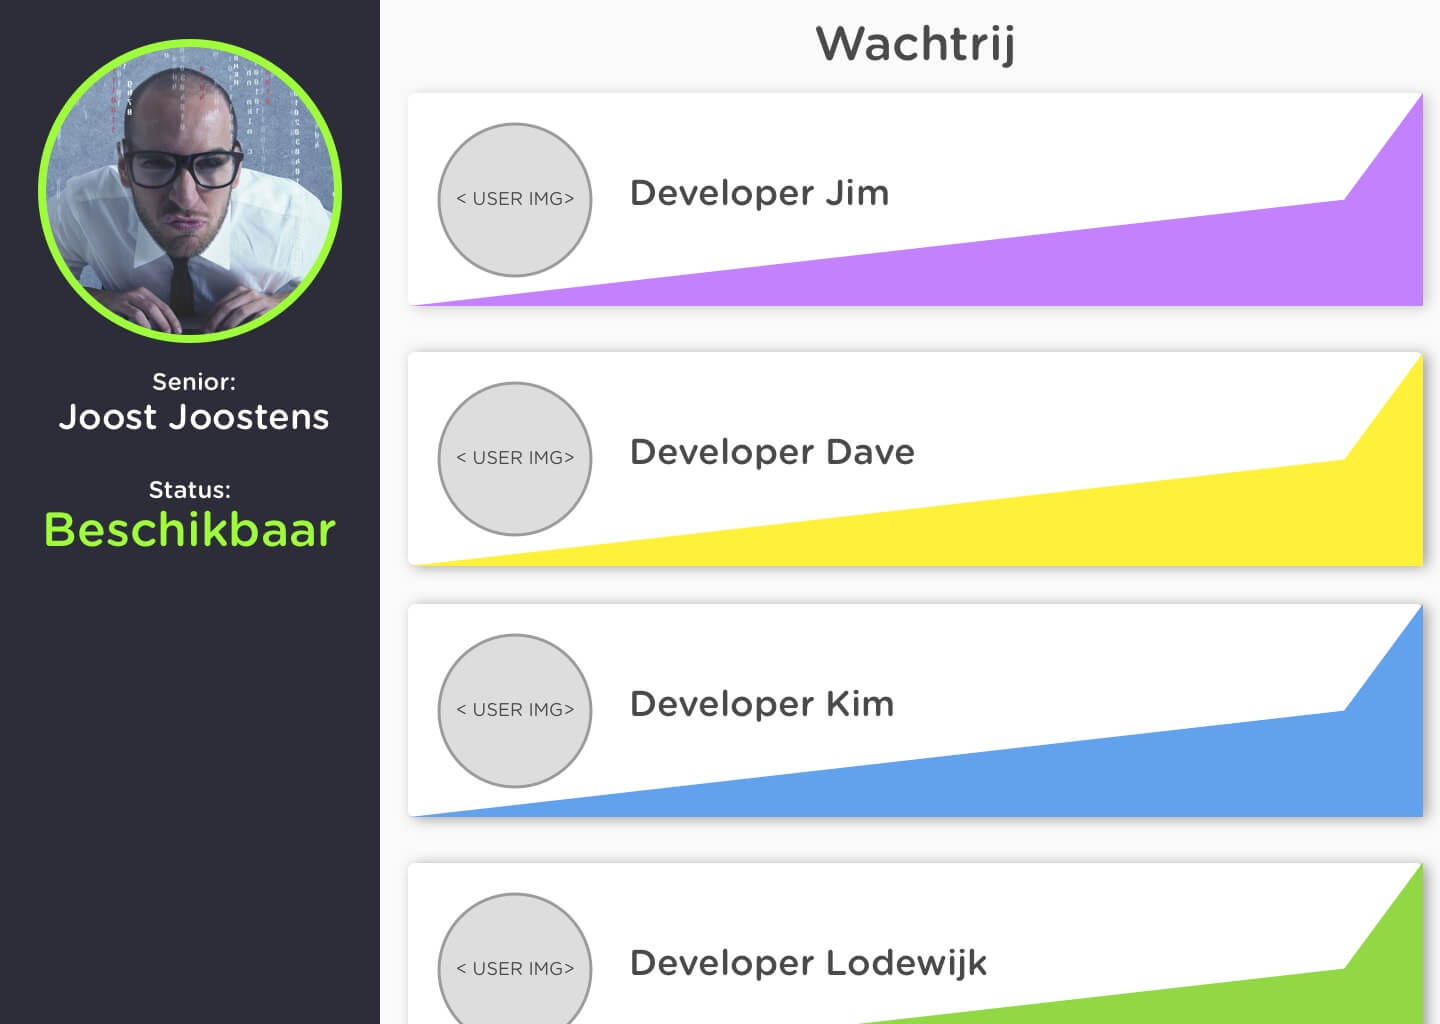 Senior:
Joost Joostens
Status:
Beschikbaar
Wachtrij
< USER IMG>
Developer Jim
< USER IMG>
Developer Dave
< USER IMG>
Developer Kim
< USER IMG>
Developer Lodewijk